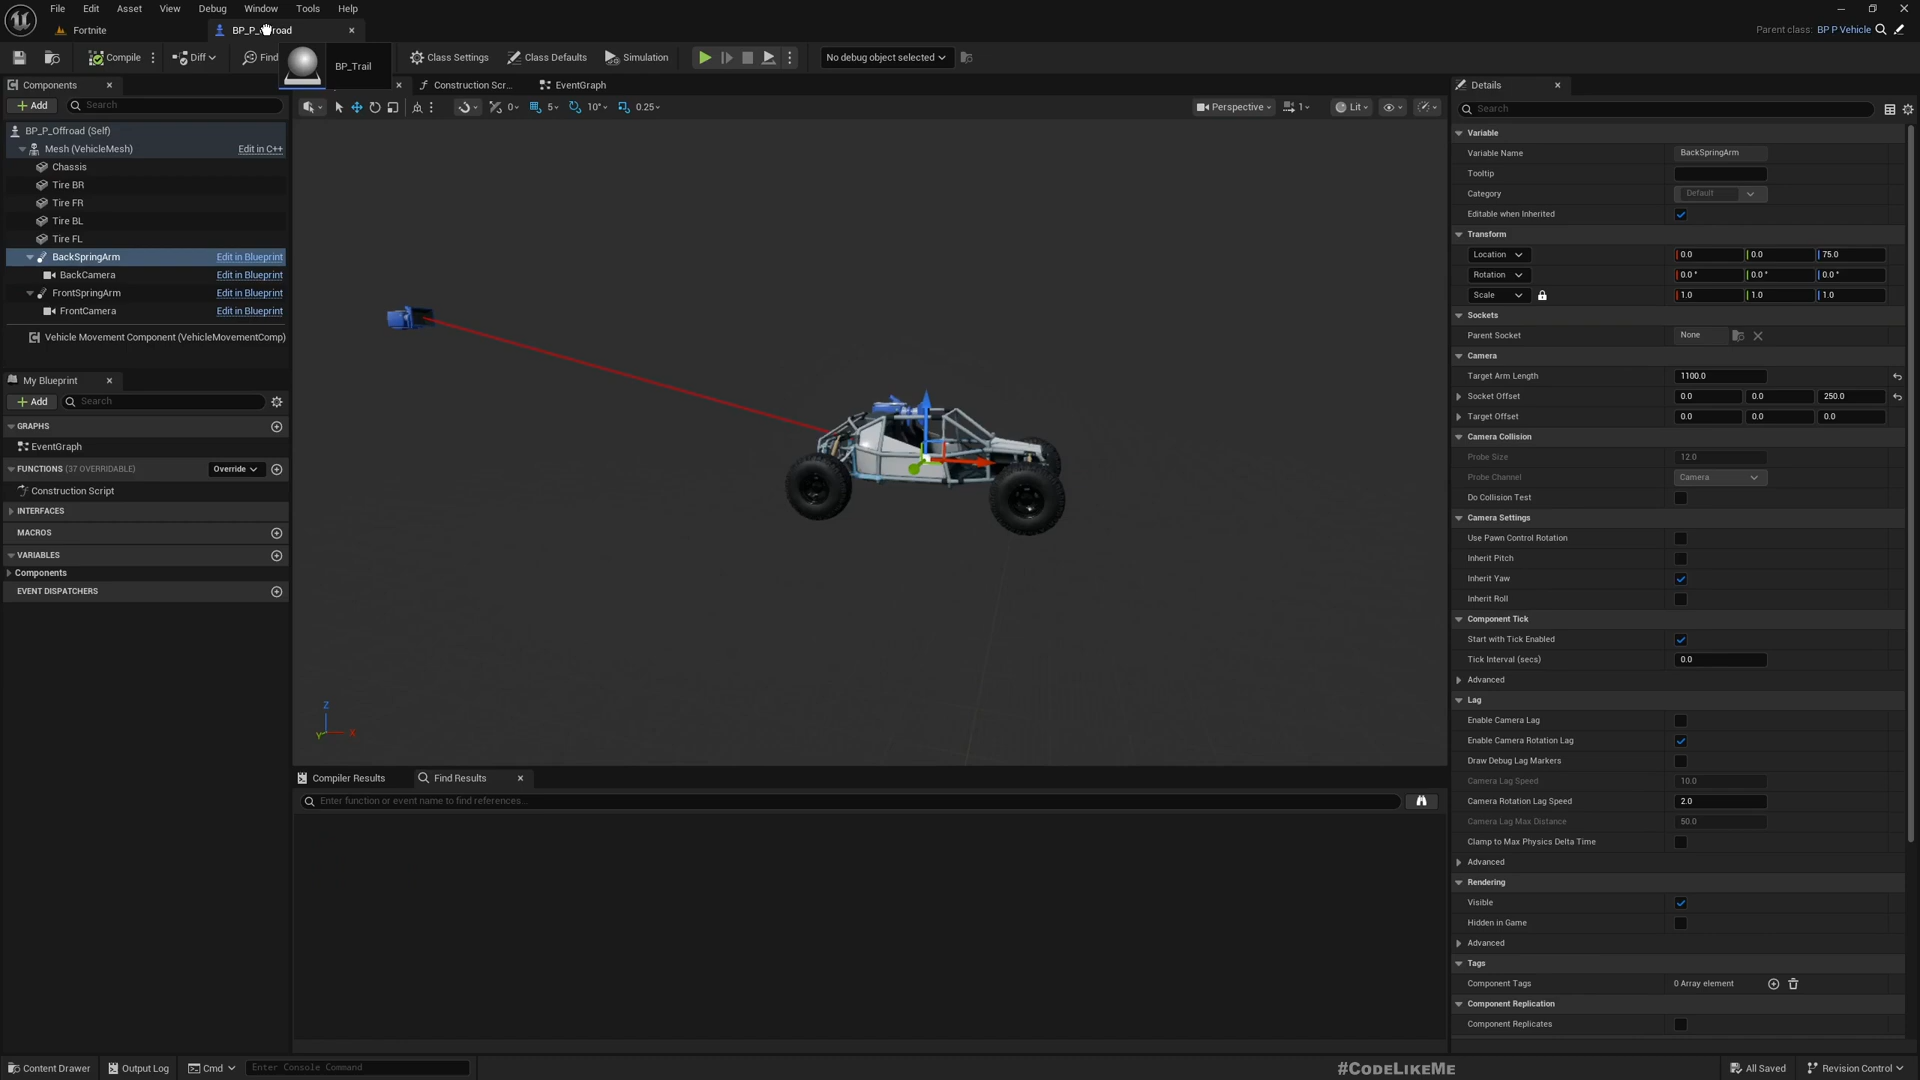 File Edit Asset View Debug Window Tools Help
Fortnite
BP_P_ road
Parent class: BP P Vehicle
Compile Diff Find BP_Trail Class Settings Class Defaults Simulation No debug object selected
Components
Construction Scr...
EventGraph
Details
Add Search
0 5 10° 0.25
Perspective 1 Lit
Search
BP_P_Offroad (Self)
Mesh (VehicleMesh) Edit in C++
Chassis
Tire BR
Tire FR
Tire BL
Tire FL
BackSpringArm Edit in Blueprint
BackCamera Edit in Blueprint
FrontSpringArm Edit in Blueprint
FrontCamera Edit in Blueprint
Vehicle Movement Component (VehicleMovementComp)
My Blueprint
Add Search
GRAPHS
EventGraph
FUNCTIONS (37 OVERRIDABLE) Override
Construction Script
INTERFACES
MACROS
VARIABLES
Components
EVENT DISPATCHERS
Z
Y X
Compiler Results Find Results
Enter function or event name to find references...
Variable
Variable Name BackSpringArm
Tooltip
Category Default
Editable when Inherited
Transform
Location 0.0 0.0 75.0
Rotation 0.0 ° 0.0 ° 0.0 °
Scale 1.0 1.0 1.0
Sockets
Parent Socket None
Camera
Target Arm Length 1100.0
Socket Offset 0.0 0.0 250.0
Target Offset 0.0 0.0 0.0
Camera Collision
Probe Size 12.0
Probe Channel Camera
Do Collision Test
Camera Settings
Use Pawn Control Rotation
Inherit Pitch
Inherit Yaw
Inherit Roll
Component Tick
Start with Tick Enabled
Tick Interval (secs) 0.0
Advanced
Lag
Enable Camera Lag
Enable Camera Rotation Lag
Draw Debug Lag Markers
Camera Lag Speed 10.0
Camera Rotation Lag Speed 2.0
Camera Lag Max Distance 50.0
Clamp to Max Physics Delta Time
Advanced
Rendering
Visible
Hidden in Game
Advanced
Tags
Component Tags 0 Array element
Component Replication
Component Replicates
Content Drawer Output Log Cmd Enter Console Command
#CodeLikeMe
All Saved Revision Control